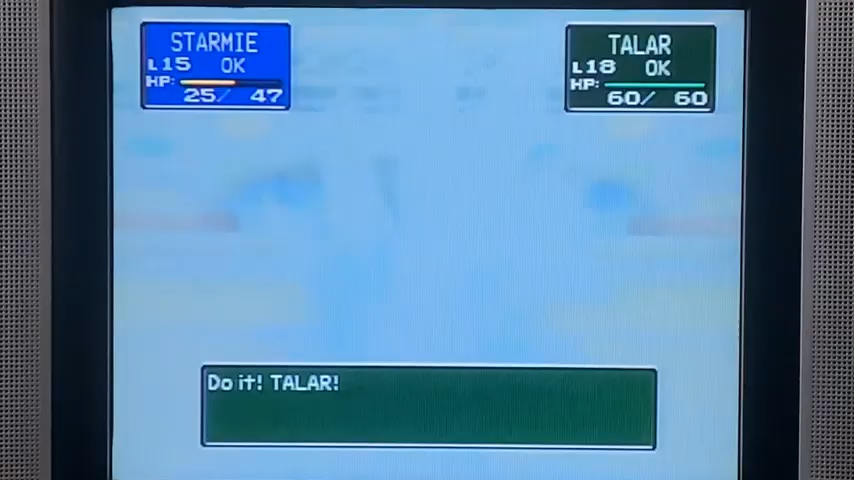 STARMIE
L15 OK
HP:
25/ 47
TALAR
L18 OK
HP:
60/ 60
Do it! TALAR!